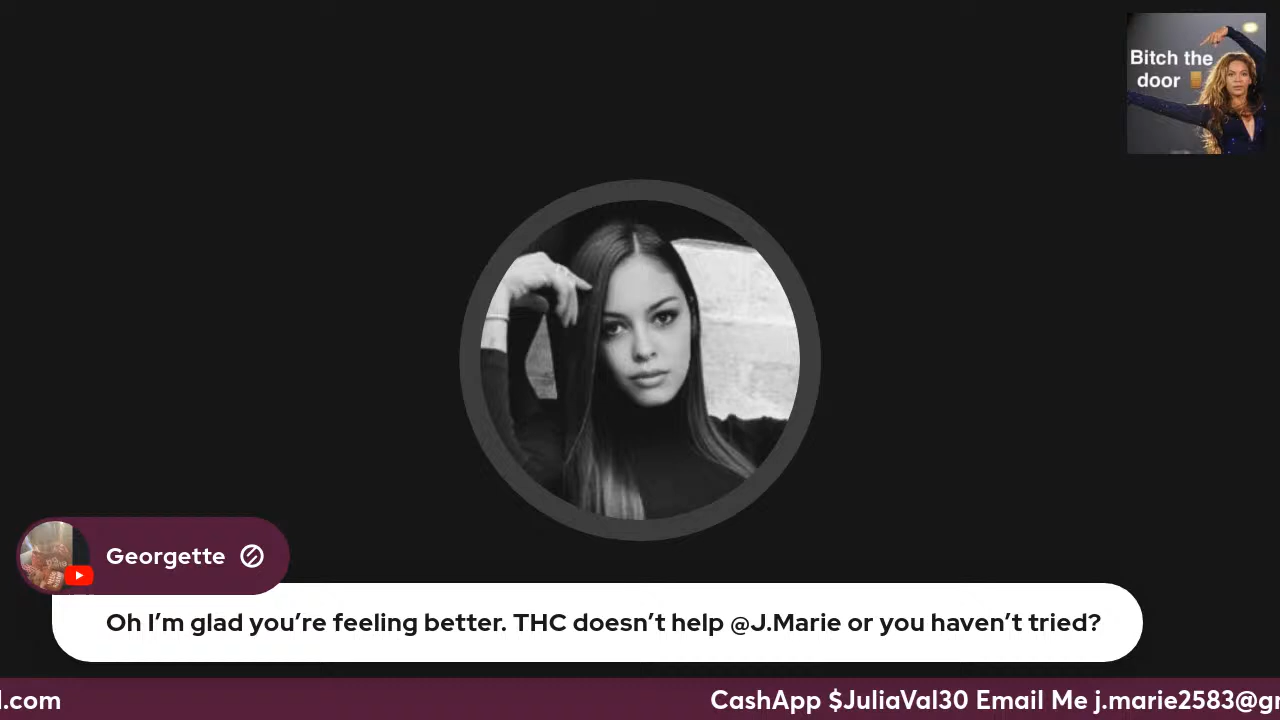 Bitch the
door
Georgette
Oh I’m glad you’re feeling better. THC doesn’t help @J.Marie or you haven’t tried?
l.com CashApp $JuliaVal30 Email Me j.marie2583@gr